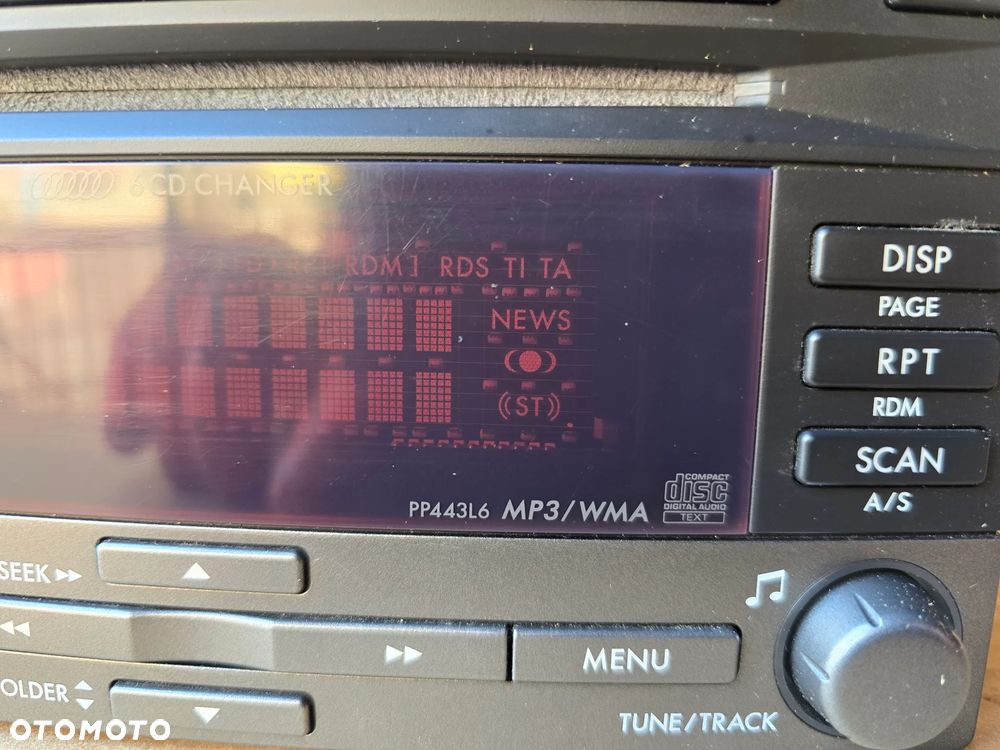 6CD CHANGER
RDM] RDS TI TA
NEWS
((ST))
PP443L6 MP3/WMA
COMPACT
disc
DIGITAL AUDIO
TEXT
DISP
PAGE
RPT
RDM
SCAN
A/S
SEEK
MENU
OLDER
TUNE/TRACK
OTOMOTO